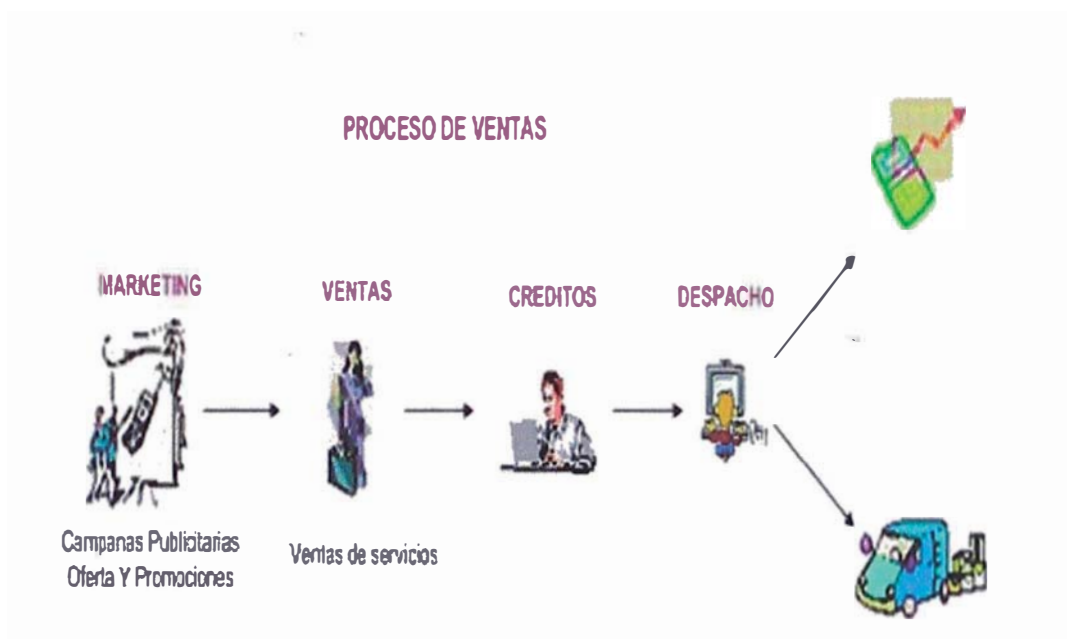 PROCESO DE VENTAS
MARKETING
VENTAS
CREDITOS
DESPACHO
Campanas Publicitarias
Oferta Y Promociones
Ventas de servicios